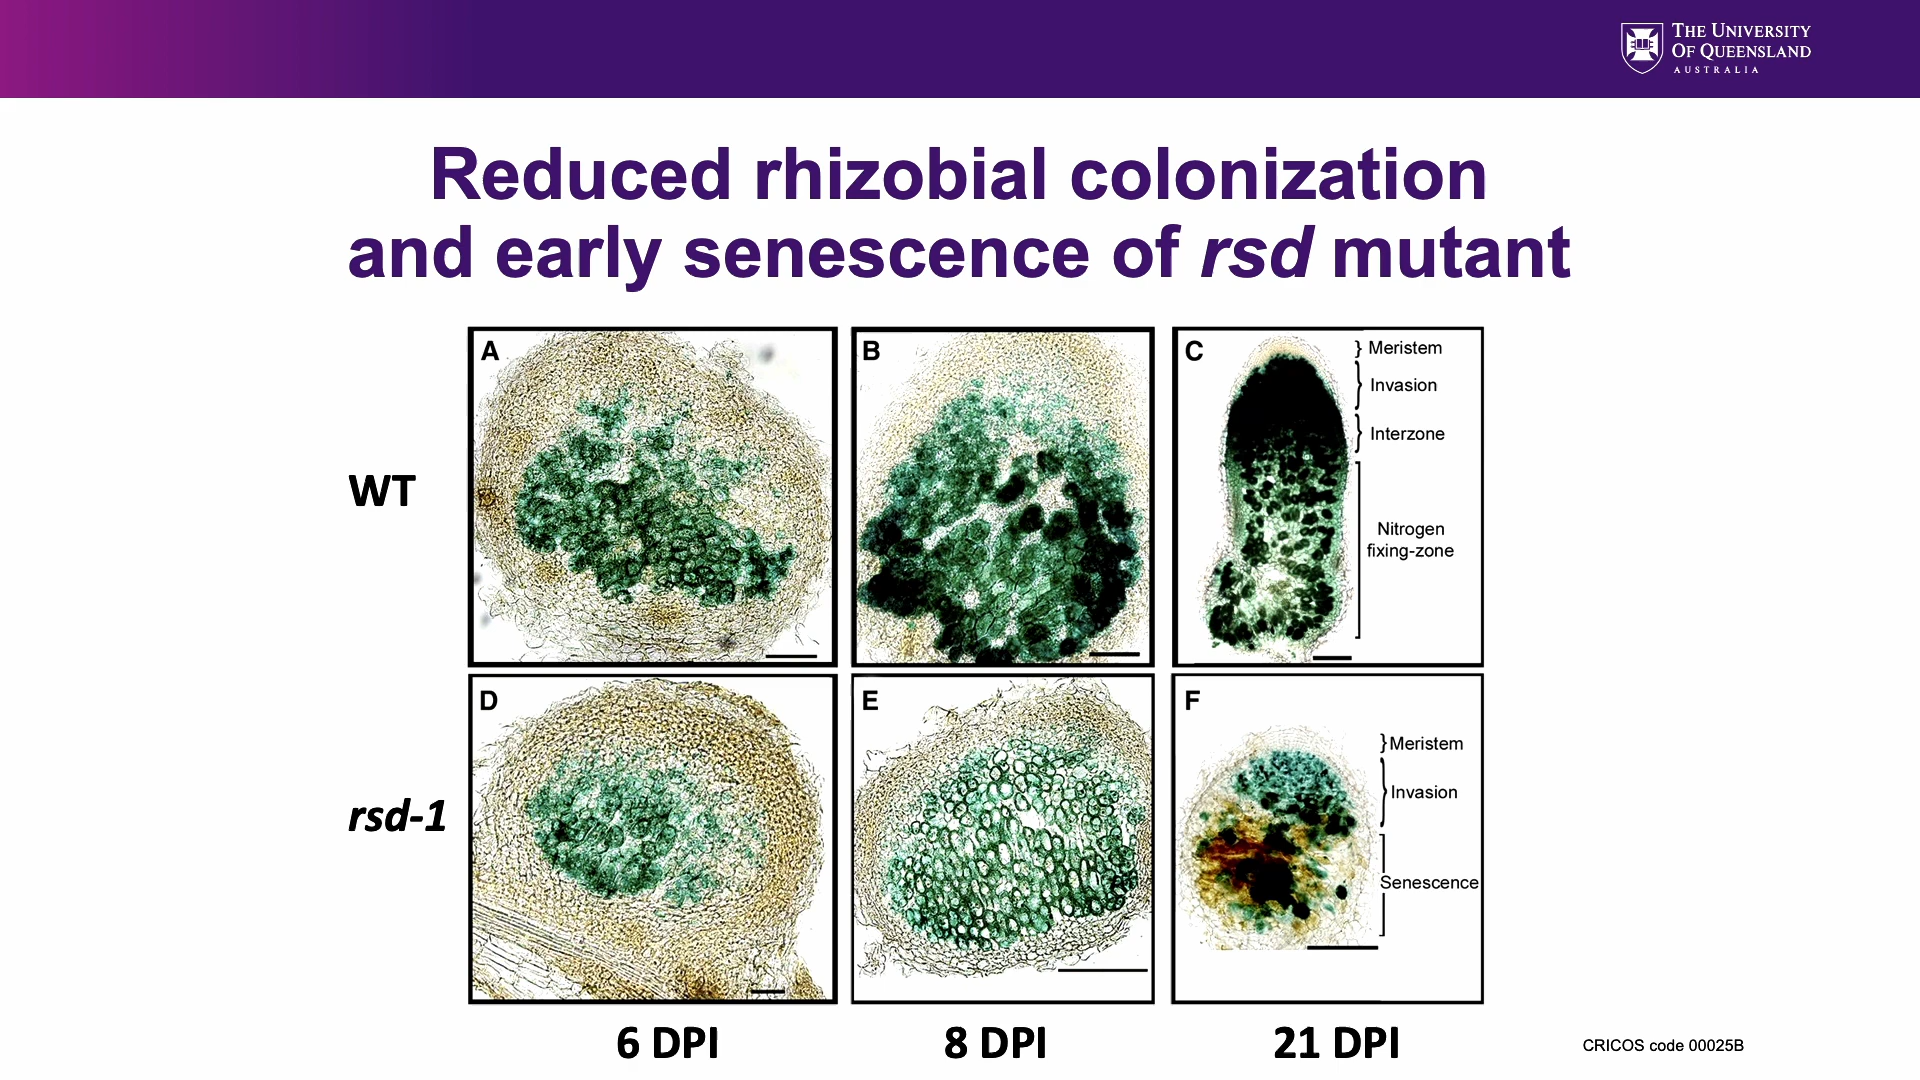 THE UNIVERSITY
OF QUEENSLAND
AUSTRALIA
Reduced rhizobial colonization
and early senescence of rsd mutant
WT
A
B
C
} Meristem
Invasion
Interzone
Nitrogen
fixing-zone
rsd-1
D
E
F
}Meristem
Invasion
Senescence
6 DPI
8 DPI
21 DPI
CRICOS code 00025B